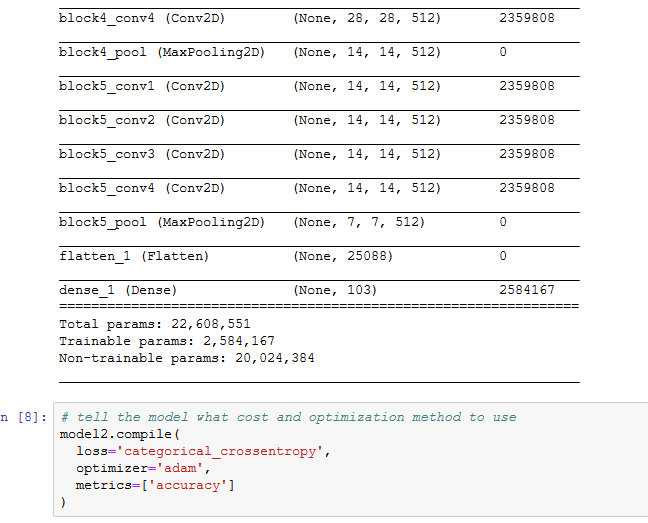 block4_conv4 (Conv2D) (None, 28, 28, 512) 2359808
block4_pool (MaxPooling2D) (None, 14, 14, 512) 0
block5_conv1 (Conv2D) (None, 14, 14, 512) 2359808
block5_conv2 (Conv2D) (None, 14, 14, 512) 2359808
block5_conv3 (Conv2D) (None, 14, 14, 512) 2359808
block5_conv4 (Conv2D) (None, 14, 14, 512) 2359808
block5_pool (MaxPooling2D) (None, 7, 7, 512) 0
flatten_1 (Flatten) (None, 25088) 0
dense_1 (Dense) (None, 103) 2584167
=================================================================
Total params: 22,608,551
Trainable params: 2,584,167
Non-trainable params: 20,024,384
n [8]: # tell the model what cost and optimization method to use
model2.compile(
loss='categorical_crossentropy',
optimizer='adam',
metrics=['accuracy']
)